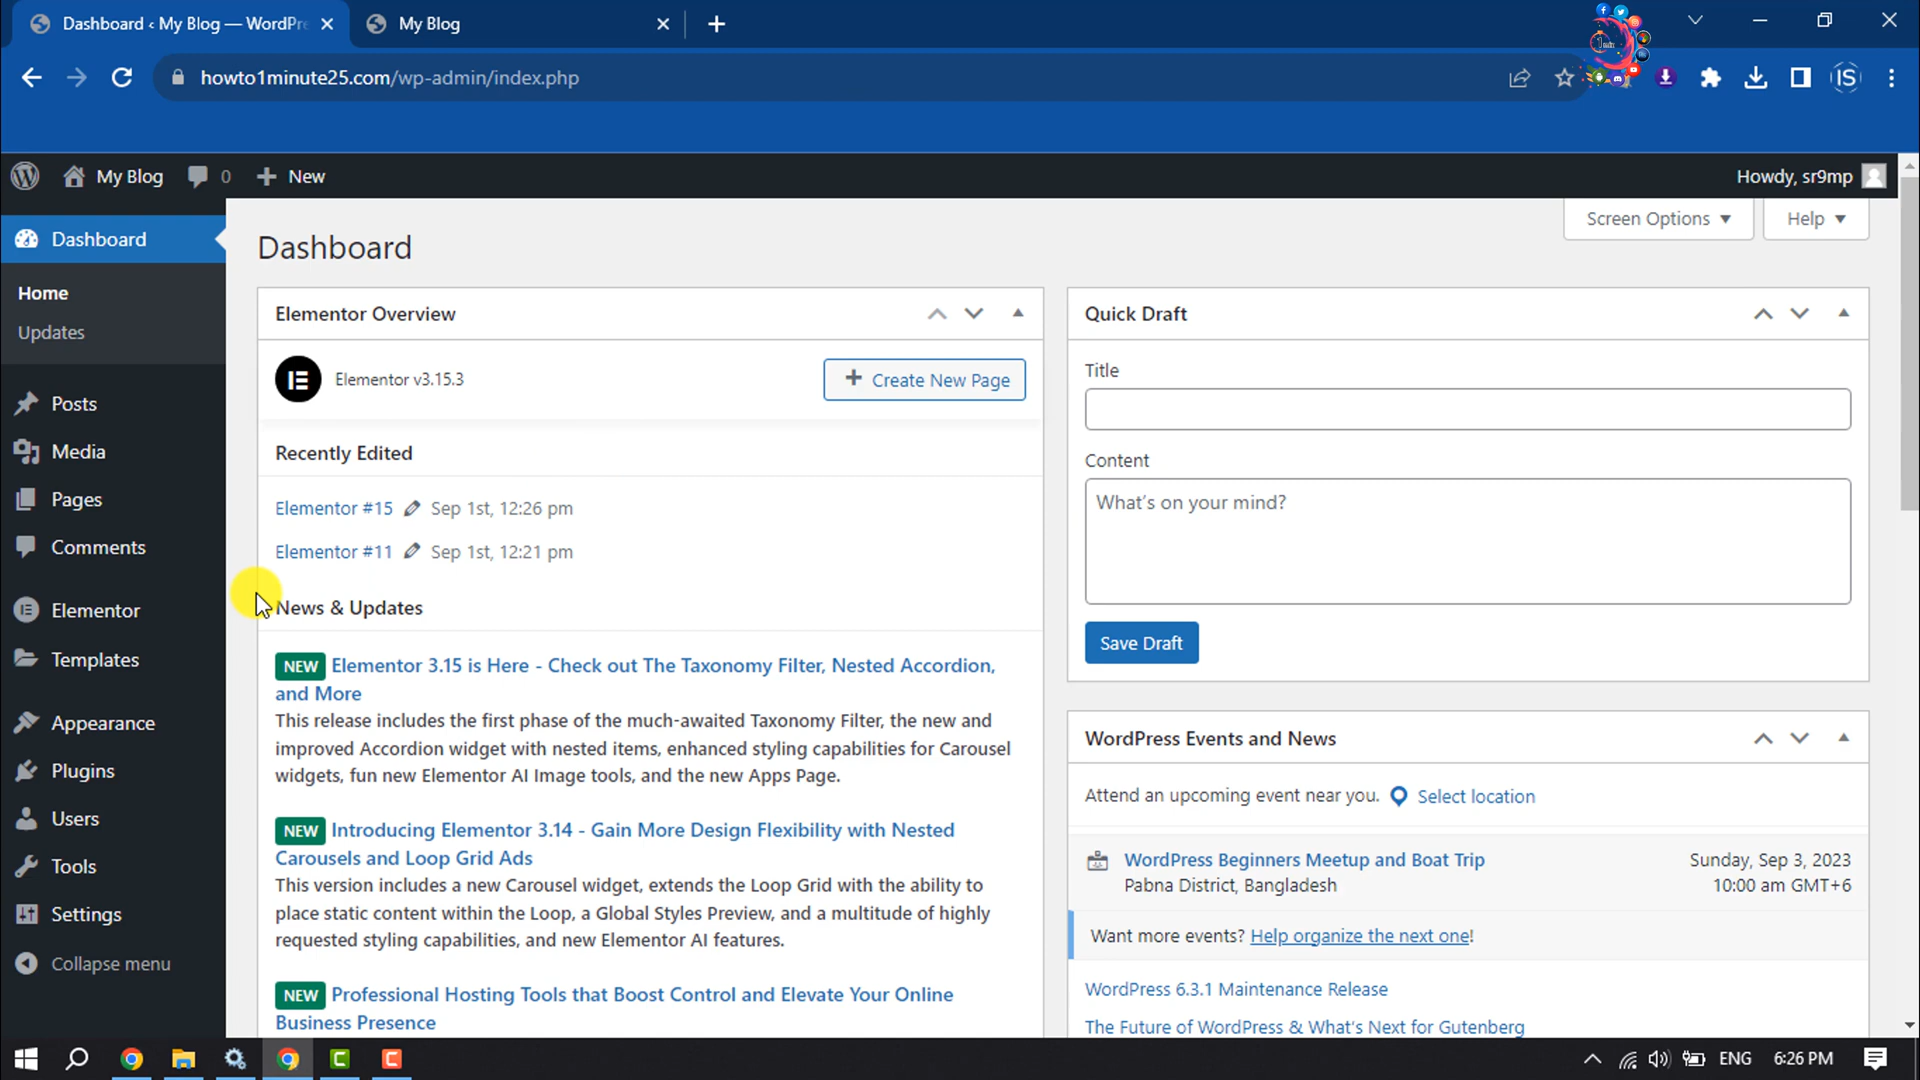 Dashboard ‹ My Blog — WordPre
My Blog
howto1minute25.com/wp-admin/index.php
IS
My Blog
0
New
Howdy, sr9mp
Screen Options
Help
Dashboard
Home
Updates
Posts
Media
Pages
Comments
Elementor
Templates
Appearance
Plugins
Users
Tools
Settings
Collapse menu
Dashboard
Elementor Overview
Elementor v3.15.3
Create New Page
Recently Edited
Elementor #15 Sep 1st, 12:26 pm
Elementor #11 Sep 1st, 12:21 pm
News & Updates
NEW Elementor 3.15 is Here - Check out The Taxonomy Filter, Nested Accordion,
and More
This release includes the first phase of the much-awaited Taxonomy Filter, the new and
improved Accordion widget with nested items, enhanced styling capabilities for Carousel
widgets, fun new Elementor AI Image tools, and the new Apps Page.
NEW Introducing Elementor 3.14 - Gain More Design Flexibility with Nested
Carousels and Loop Grid Ads
This version includes a new Carousel widget, extends the Loop Grid with the ability to
place static content within the Loop, a Global Styles Preview, and a multitude of highly
requested styling capabilities, and new Elementor AI features.
NEW Professional Hosting Tools that Boost Control and Elevate Your Online
Business Presence
Quick Draft
Title
Content
What's on your mind?
Save Draft
WordPress Events and News
Attend an upcoming event near you. Select location
WordPress Beginners Meetup and Boat Trip
Pabna District, Bangladesh
Sunday, Sep 3, 2023
10:00 am GMT+6
Want more events? Help organize the next one!
WordPress 6.3.1 Maintenance Release
The Future of WordPress & What's Next for Gutenberg
ENG
6:26 PM